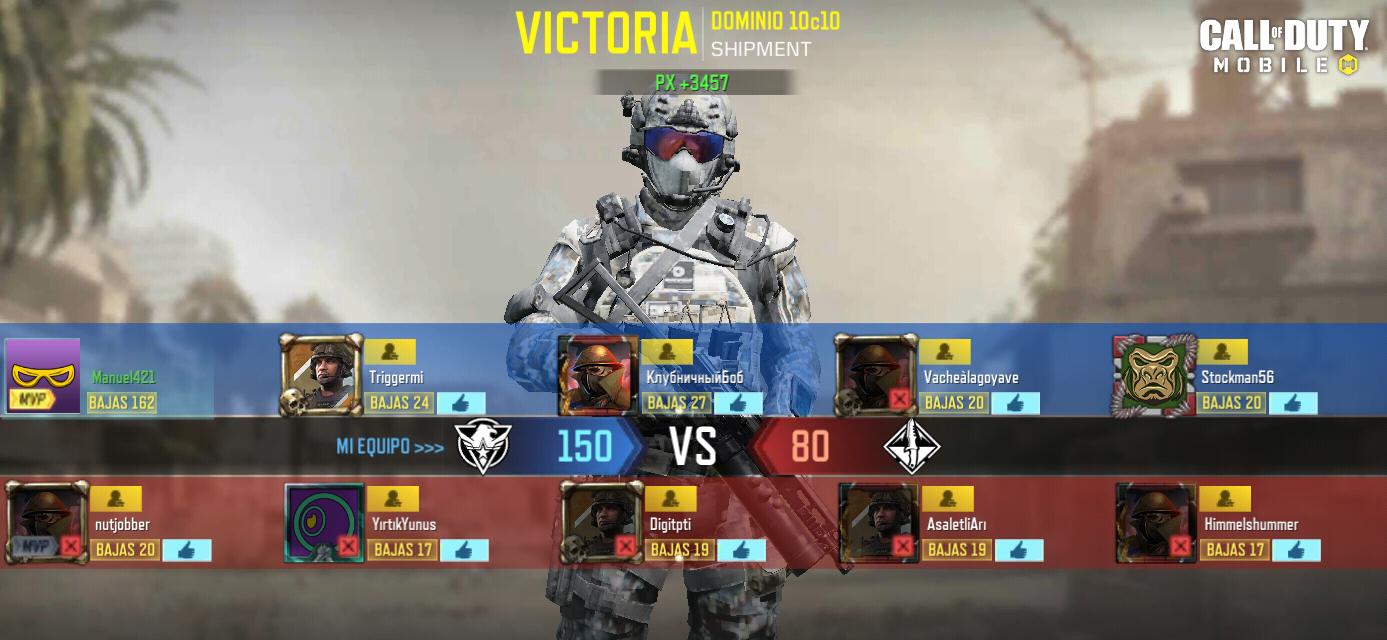 VICTORIA
DOMINIO 10c10
SHIPMENT
CALL OF DUTY
MOBILE
PX +3457
MVP
Manuel421
BAJAS 162
Triggermi
BAJAS 24
КлубничныйБоб
BAJAS 27
Vacheàlagoyave
BAJAS 20
Stockman56
BAJAS 20
MI EQUIPO >>>
150
VS
80
MVP
nutjobber
BAJAS 20
YırtıkYunus
BAJAS 17
Digitpti
BAJAS 19
AsaletliArı
BAJAS 19
Himmelshummer
BAJAS 17